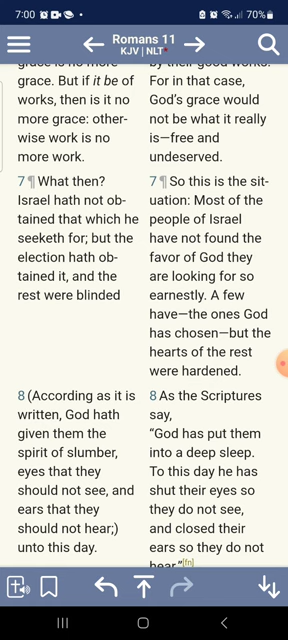 7:00 70%
Romans 11
KJV | NLT
grace is no more
grace. But if it be of
works, then is it no
more grace: other-
wise work is no
more work.
by their good works.
For in that case,
God's grace would
not be what it really
is—free and
undeserved.
7 ¶ What then?
Israel hath not ob-
tained that which he
seeketh for; but the
election hath ob-
tained it, and the
rest were blinded
7 ¶ So this is the sit-
uation: Most of the
people of Israel
have not found the
favor of God they
are looking for so
earnestly. A few
have—the ones God
has chosen—but the
hearts of the rest
were hardened.
8 (According as it is
written, God hath
given them the
spirit of slumber,
eyes that they
should not see, and
ears that they
should not hear;)
unto this day.
8 As the Scriptures
say,
“God has put them
into a deep sleep.
To this day he has
shut their eyes so
they do not see,
and closed their
ears so they do not
hear.”[fn]